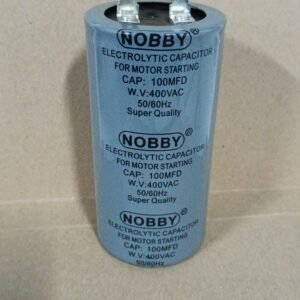 NOBBY®
ELECTROLYTIC CAPACITOR
FOR MOTOR STARTING
CAP: 100MFD
W.V:400VAC
50/60Hz
Super Quality
NOBBY®
ELECTROLYTIC CAPACITOR
FOR MOTOR STARTING
CAP: 100MFD
W.V:400VAC
50/60Hz
Super Quality
NOBBY®
ELECTROLYTIC CAPACITOR
FOR MOTOR STARTING
CAP: 100MFD
W.V:400VAC
50/60Hz